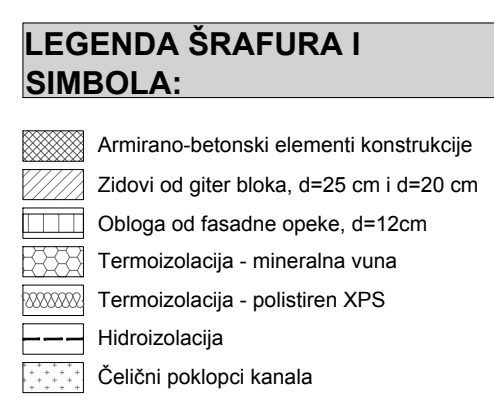 LEGENDA ŠRAFURA I
SIMBOLA:
Armirano-betonski elementi konstrukcije
Zidovi od giter bloka, d=25 cm i d=20 cm
Obloga od fasadne opeke, d=12cm
Termoizolacija - mineralna vuna
Termoizolacija - polistiren XPS
Hidroizolacija
Čelični poklopci kanala